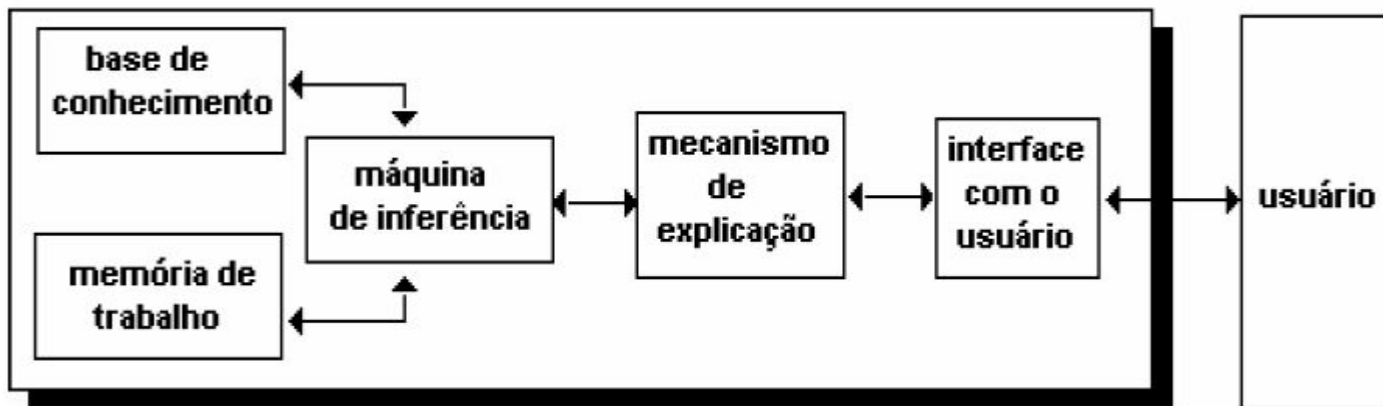 base de
conhecimento
máquina
de inferência
memória de
trabalho
mecanismo
de
explicação
interface
com o
usuário
usuário